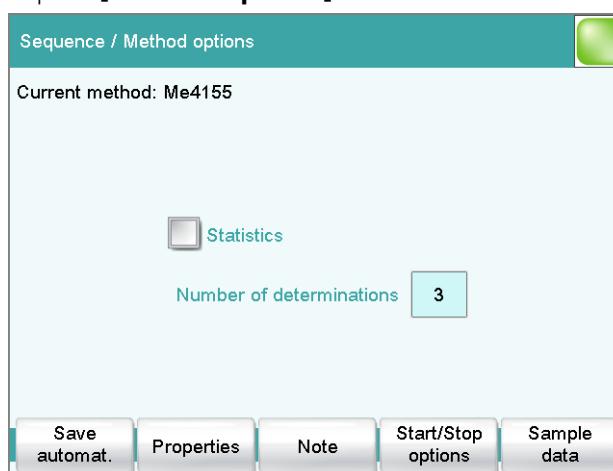 Sequence / Method options
Current method: Me4155
Statistics
Number of determinations 3
Save automat.
Properties
Note
Start/Stop options
Sample data